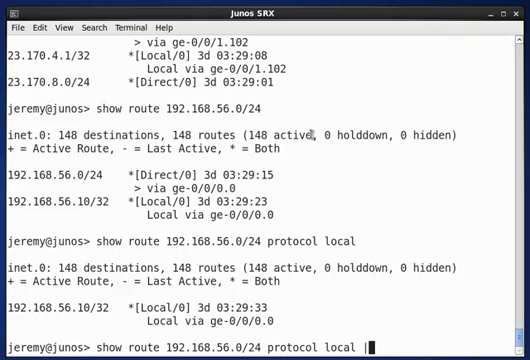 Junos SRX
File Edit View Search Terminal Help
> via ge-0/0/1.102
23.170.4.1/32 *[Local/0] 3d 03:29:08
Local via ge-0/0/1.102
23.170.8.0/24 *[Direct/0] 3d 03:29:01
jeremy@junos> show route 192.168.56.0/24
inet.0: 148 destinations, 148 routes (148 active, 0 holddown, 0 hidden)
+ = Active Route, - = Last Active, * = Both
192.168.56.0/24 *[Direct/0] 3d 03:29:15
> via ge-0/0/0.0
192.168.56.10/32 *[Local/0] 3d 03:29:23
Local via ge-0/0/0.0
jeremy@junos> show route 192.168.56.0/24 protocol local
inet.0: 148 destinations, 148 routes (148 active, 0 holddown, 0 hidden)
+ = Active Route, - = Last Active, * = Both
192.168.56.10/32 *[Local/0] 3d 03:29:33
Local via ge-0/0/0.0
jeremy@junos> show route 192.168.56.0/24 protocol local |